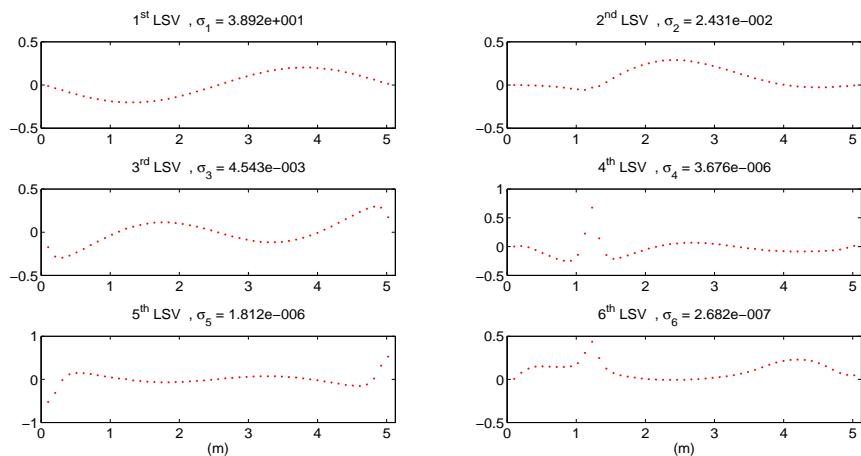 1st LSV , σ1 = 3.892e+001
0.5
0
−0.5
0 1 2 3 4 5
2nd LSV , σ2 = 2.431e−002
0.5
0
−0.5
0 1 2 3 4 5
3rd LSV , σ3 = 4.543e−003
0.5
0
−0.5
0 1 2 3 4 5
4th LSV , σ4 = 3.676e−006
1
0.5
0
−0.5
0 1 2 3 4 5
5th LSV , σ5 = 1.812e−006
1
0
−1
0 1 2 3 4 5
(m)
6th LSV , σ6 = 2.682e−007
0.5
0
−0.5
0 1 2 3 4 5
(m)